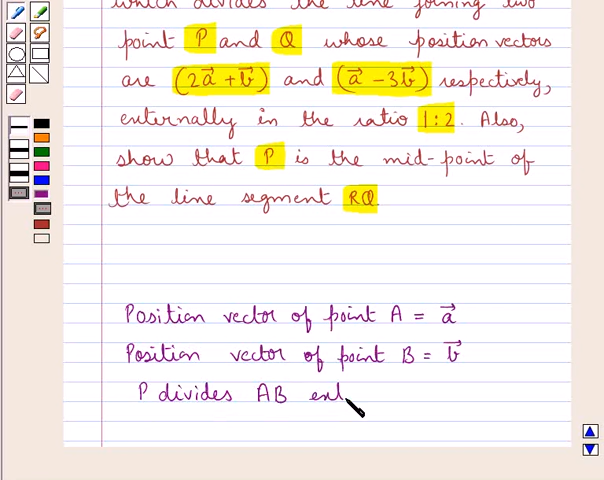 which divides the line joining two
point P and Q whose position vectors
are (2a⃗ + b⃗) and (a⃗ - 3b⃗) respectively,
externally in the ratio 1:2. Also,
show that P is the mid-point of
the line segment RQ.
Position vector of point A = a⃗
Position vector of point B = b⃗
P divides AB ext